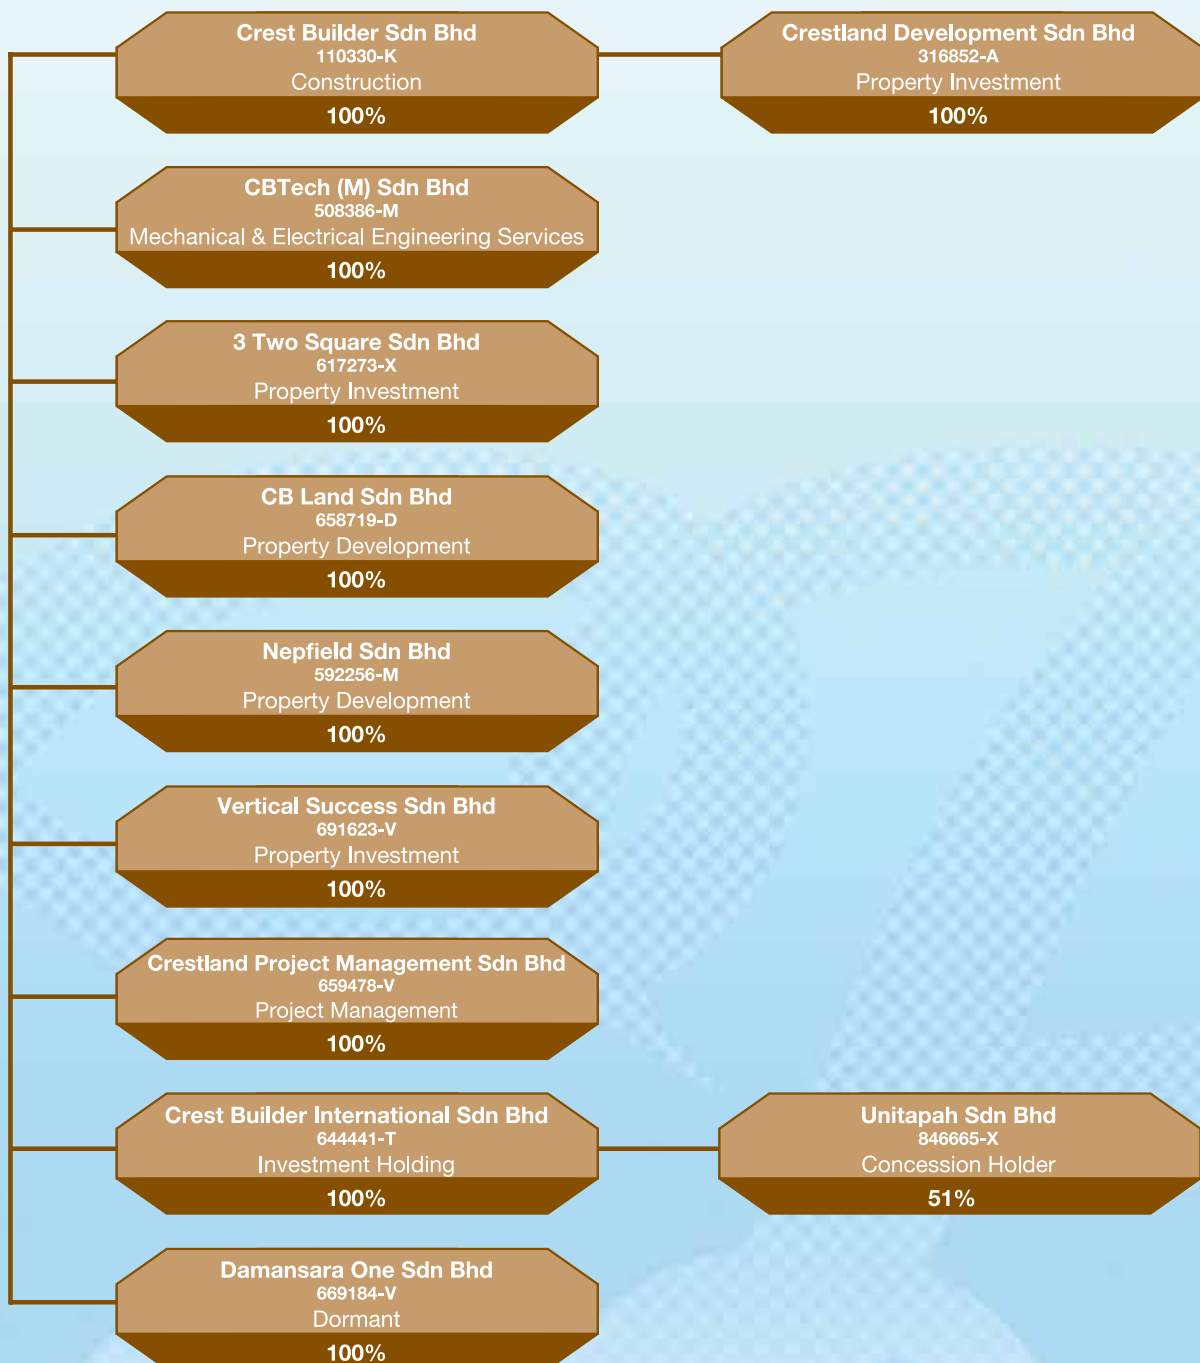 Crest Builder Sdn Bhd
110330-K
Construction
100%
Crestland Development Sdn Bhd
316852-A
Property Investment
100%
CBTech (M) Sdn Bhd
508386-M
Mechanical & Electrical Engineering Services
100%
3 Two Square Sdn Bhd
617273-X
Property Investment
100%
CB Land Sdn Bhd
658719-D
Property Development
100%
Nepfield Sdn Bhd
592256-M
Property Development
100%
Vertical Success Sdn Bhd
691623-V
Property Investment
100%
Crestland Project Management Sdn Bhd
659478-V
Project Management
100%
Crest Builder International Sdn Bhd
644441-T
Investment Holding
100%
Unitapah Sdn Bhd
846665-X
Concession Holder
51%
Damansara One Sdn Bhd
669184-V
Dormant
100%